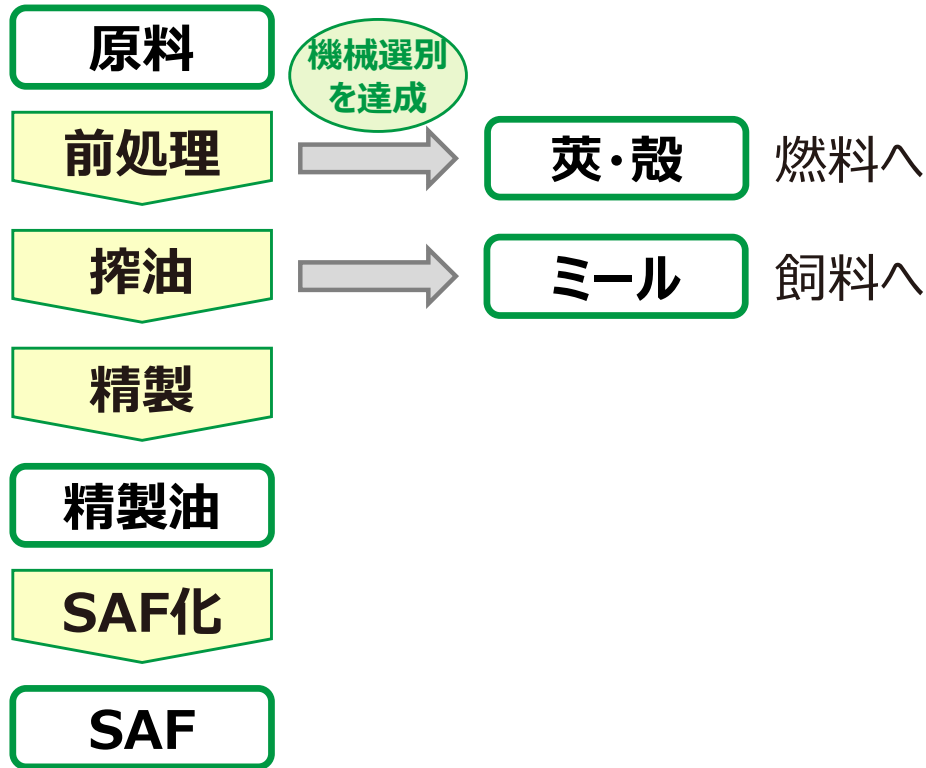 原料
機械選別
を達成
前処理
莢・殻
燃料へ
搾油
ミール
飼料へ
精製
精製油
SAF化
SAF